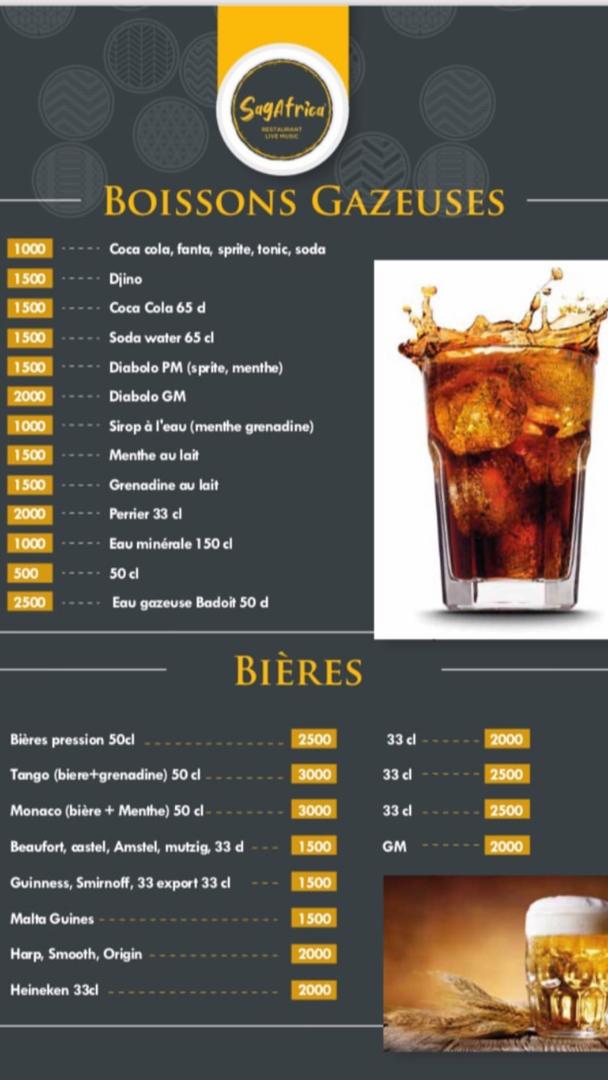 SagAfrica
RESTAURANT
LIVE MUSIC
BOISSONS GAZEUSES
1000 ----- Coca cola, fanta, sprite, tonic, soda
1500 ----- Djino
1500 ----- Coca Cola 65 cl
1500 ----- Soda water 65 cl
1500 ----- Diabolo PM (sprite, menthe)
2000 ----- Diabolo GM
1000 ----- Sirop à l'eau (menthe grenadine)
1500 ----- Menthe au lait
1500 ----- Grenadine au lait
2000 ----- Perrier 33 cl
1000 ----- Eau minérale 150 cl
500 ----- 50 cl
2500 ----- Eau gazeuse Badoit 50 cl
BIÈRES
Bières pression 50cl ----- 2500 33 cl ----- 2000
Tango (biere+grenadine) 50 cl ----- 3000 33 cl ----- 2500
Monaco (bière + Menthe) 50 cl ----- 3000 33 cl ----- 2500
Beaufort, castel, Amstel, mutzig, 33 cl --- 1500 GM ----- 2000
Guinness, Smirnoff, 33 export 33 cl --- 1500
Malta Guines ----- 1500
Harp, Smooth, Origin ----- 2000
Heineken 33cl ----- 2000